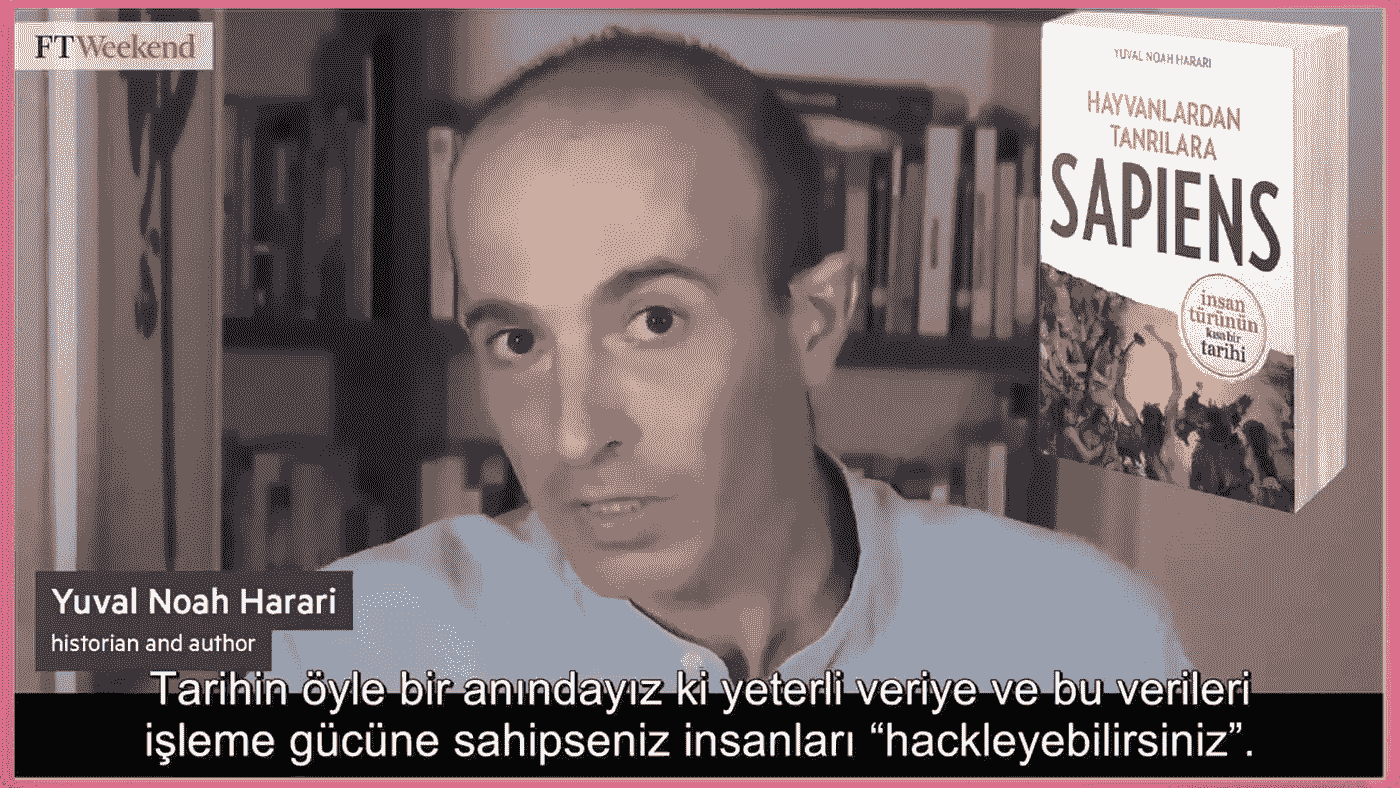 FTWeekend
YUVAL NOAH HARARI
HAYVANLARDAN
TANRILARA
SAPIENS
insan
türünün
kısa bir
tarihi
Yuval Noah Harari
historian and author
Tarihin öyle bir anındayız ki yeterli veriye ve bu verileri
işleme gücüne sahipseniz insanları “hackleyebilirsiniz”.